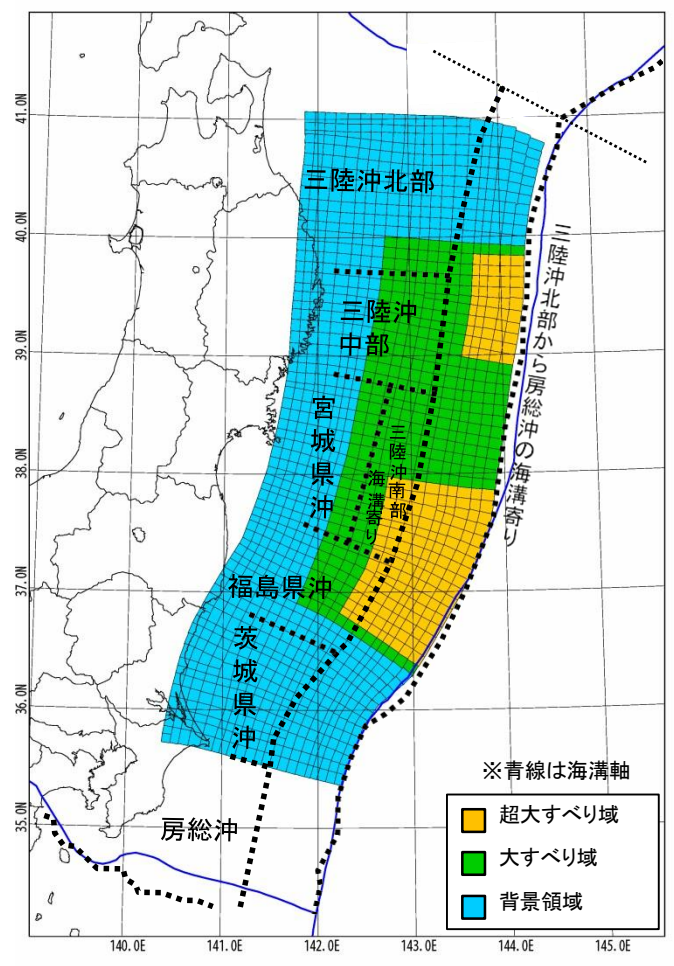 41.0N
三陸沖北部
40.0N
三陸沖北部から房総沖の海溝寄り
三陸沖
中部
39.0N
宮城県沖
三陸沖南部
海溝寄り
38.0N
37.0N
福島県沖
茨城県沖
36.0N
※青線は海溝軸
35.0N
房総沖
超大すべり域
大すべり域
背景領域
140.0E
141.0E
142.0E
143.0E
144.0E
145.0E